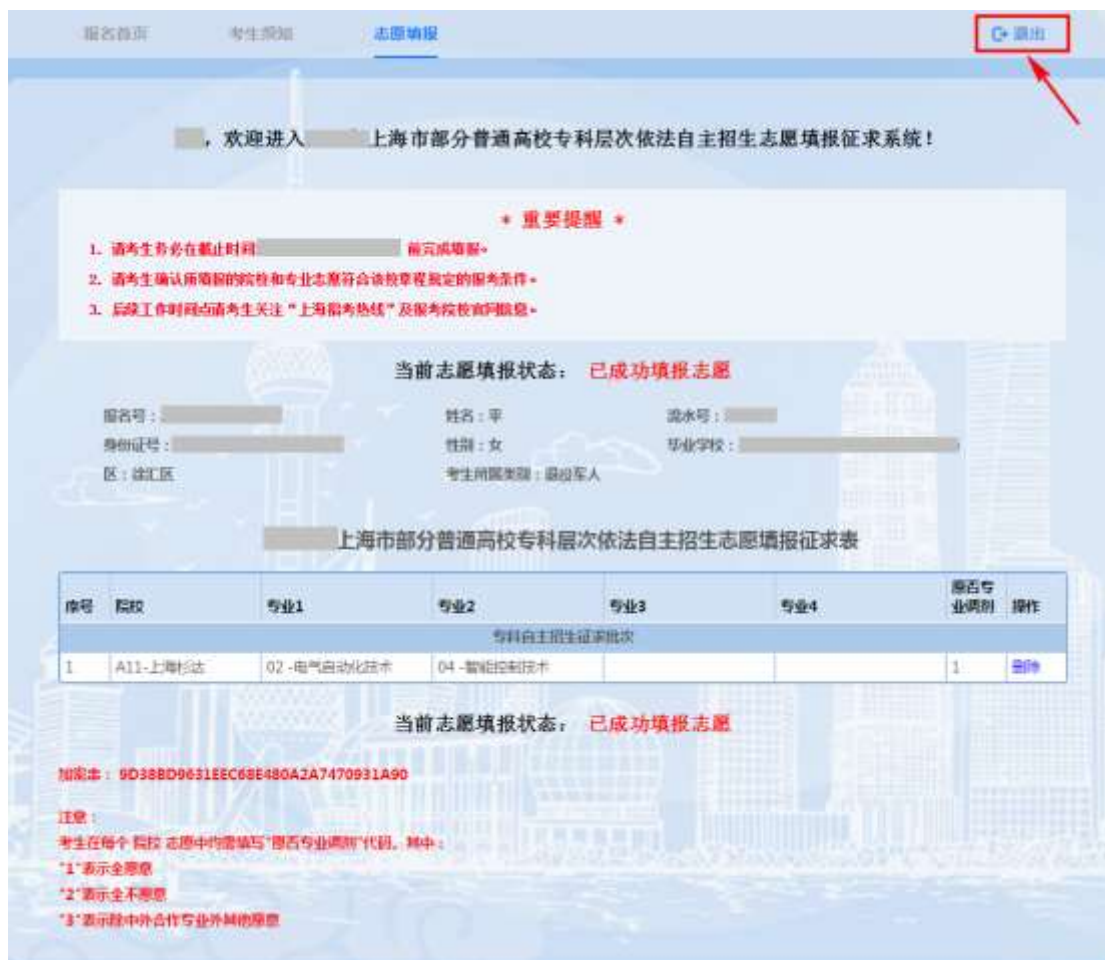 报名首页 考生须知 志愿填报 退出
，欢迎进入 上海市部分普通高校专科层次依法自主招生志愿填报征求系统！
* 重要提醒 *
1. 请考生务必在截止时间 前完成填报。
2. 请考生确认所填报的院校和专业志愿符合该校章程规定的报考条件。
3. 后续工作时间点请考生关注“上海招考热线”及报考院校官网信息。
当前志愿填报状态： 已成功填报志愿
报名号： 姓名：平 流水号：
身份证号： 性别：女 毕业学校：
区：徐汇区 考生所属类别：退役军人
上海市部分普通高校专科层次依法自主招生志愿填报征求表
序号 院校 专业1 专业2 专业3 专业4 愿否专业调剂 操作
专科自主招生征求批次
1 A11-上海杉达 02 -电气自动化技术 04 -智能控制技术 1 删除
当前志愿填报状态： 已成功填报志愿
加密串： 9D38BD9631EEC68E480A2A7470931A90
注意：
考生在每个 院校 志愿中均需填写“愿否专业调剂”代码，其中：
"1"表示全愿意
"2"表示全不愿意
"3"表示除中外合作专业外其他愿意